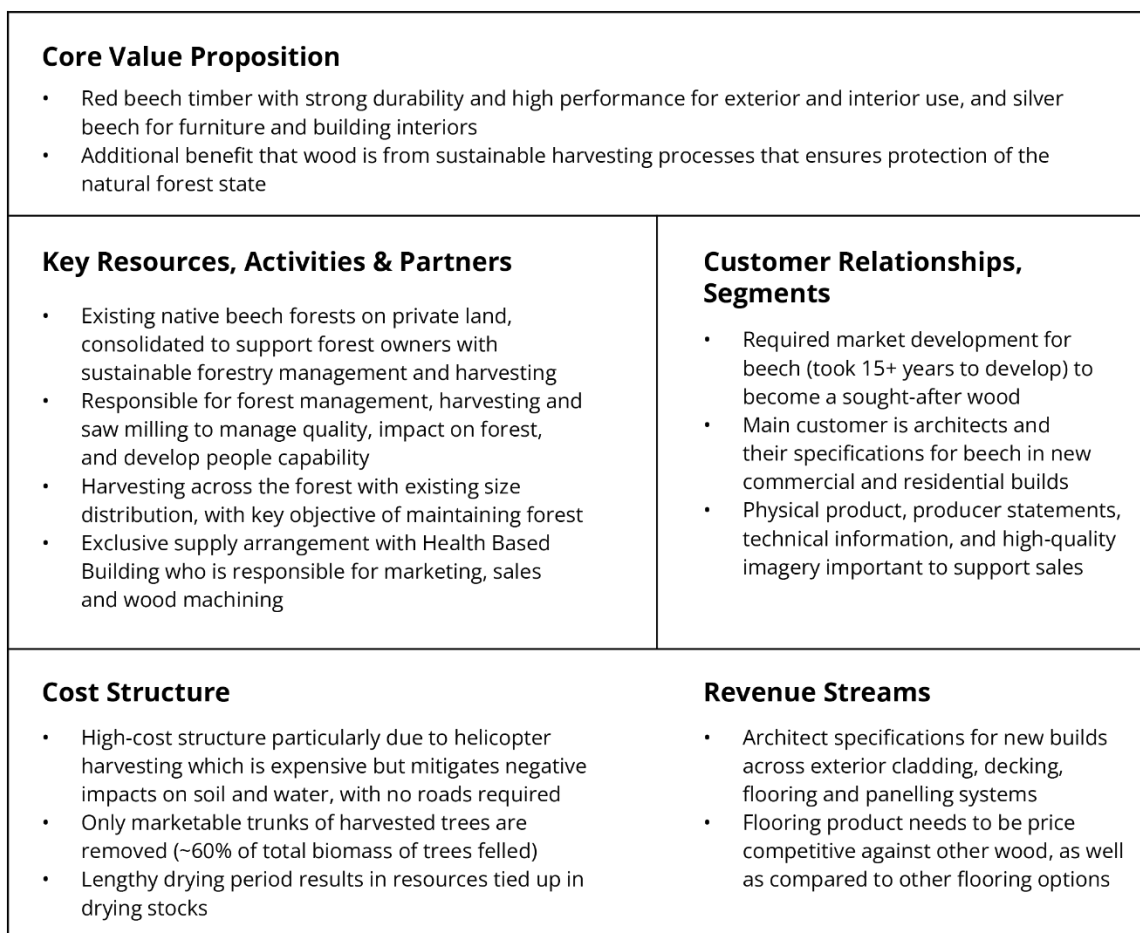 Core Value Proposition
• Red beech timber with strong durability and high performance for exterior and interior use, and silver
beech for furniture and building interiors
• Additional benefit that wood is from sustainable harvesting processes that ensures protection of the
natural forest state
Key Resources, Activities & Partners
• Existing native beech forests on private land,
consolidated to support forest owners with
sustainable forestry management and harvesting
• Responsible for forest management, harvesting and
saw milling to manage quality, impact on forest,
and develop people capability
• Harvesting across the forest with existing size
distribution, with key objective of maintaining forest
• Exclusive supply arrangement with Health Based
Building who is responsible for marketing, sales
and wood machining
Customer Relationships,
Segments
• Required market development for
beech (took 15+ years to develop) to
become a sought-after wood
• Main customer is architects and
their specifications for beech in new
commercial and residential builds
• Physical product, producer statements,
technical information, and high-quality
imagery important to support sales
Cost Structure
• High-cost structure particularly due to helicopter
harvesting which is expensive but mitigates negative
impacts on soil and water, with no roads required
• Only marketable trunks of harvested trees are
removed (~60% of total biomass of trees felled)
• Lengthy drying period results in resources tied up in
drying stocks
Revenue Streams
• Architect specifications for new builds
across exterior cladding, decking,
flooring and panelling systems
• Flooring product needs to be price
competitive against other wood, as well
as compared to other flooring options